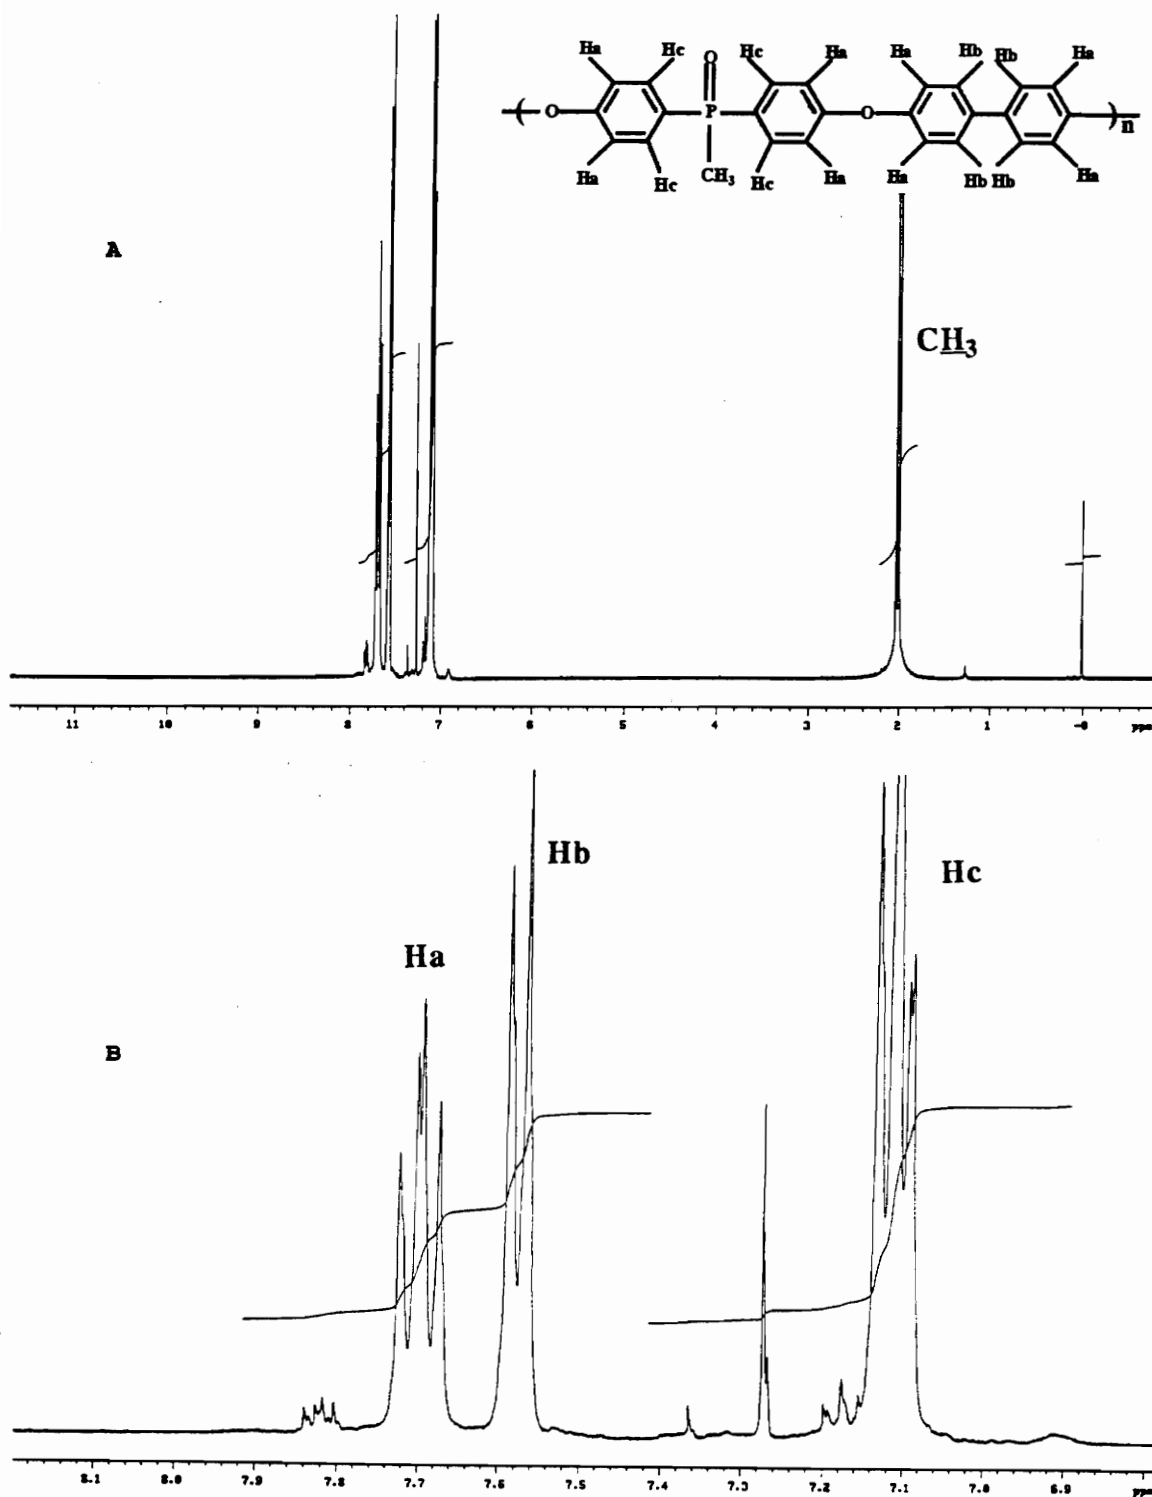 Ha Hc O Hc Ha Ha Hb Hb Ha
( O P O ) n
Ha Hc CH3 Hc Ha Ha Hb Hb Ha
A
CH3
11 10 9 8 7 6 5 4 3 2 1 -0 ppm
Hb
Hc
Ha
B
8.1 8.0 7.9 7.8 7.7 7.6 7.5 7.4 7.3 7.2 7.1 7.0 6.9 ppm